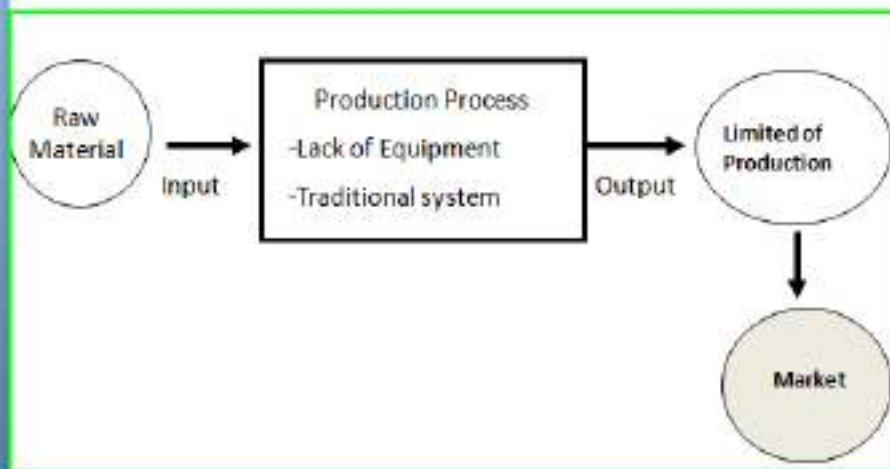 Raw
Material
Input
Production Process
-Lack of Equipment
-Traditional system
Output
Limited of
Production
Market